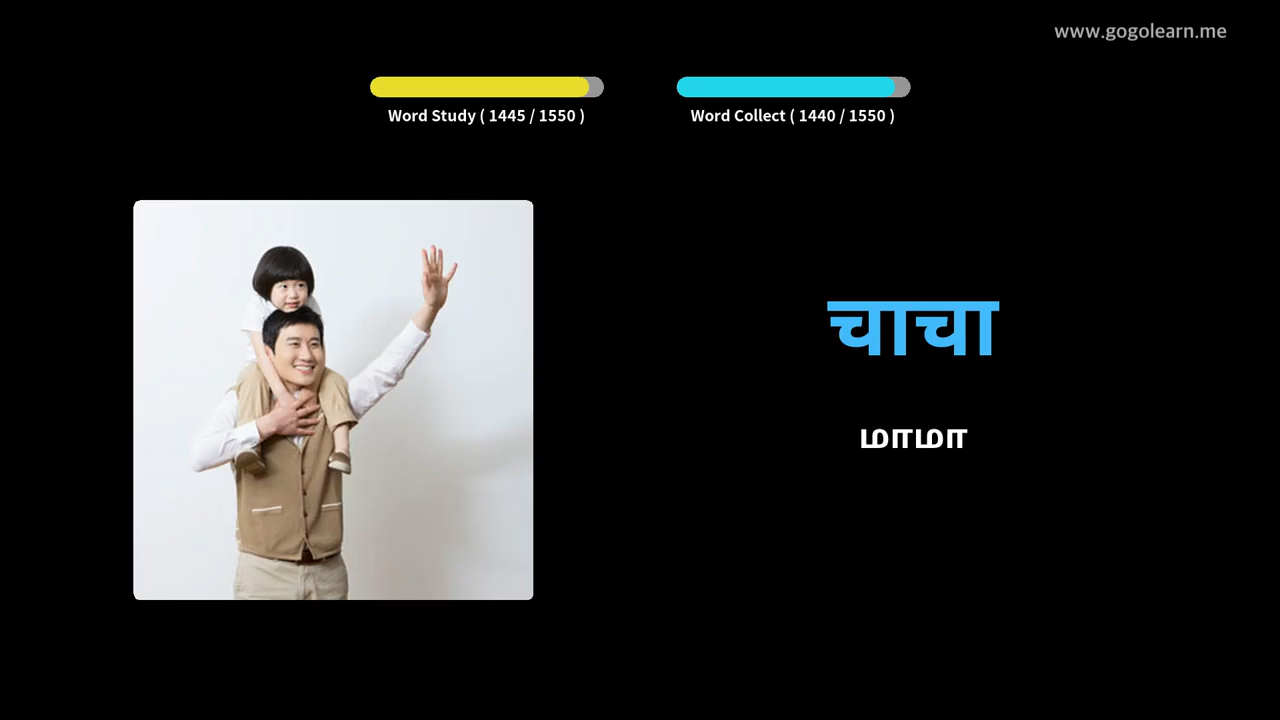 www.gogolearn.me
Word Study ( 1445 / 1550 )
Word Collect ( 1440 / 1550 )
चाचा
மாமா